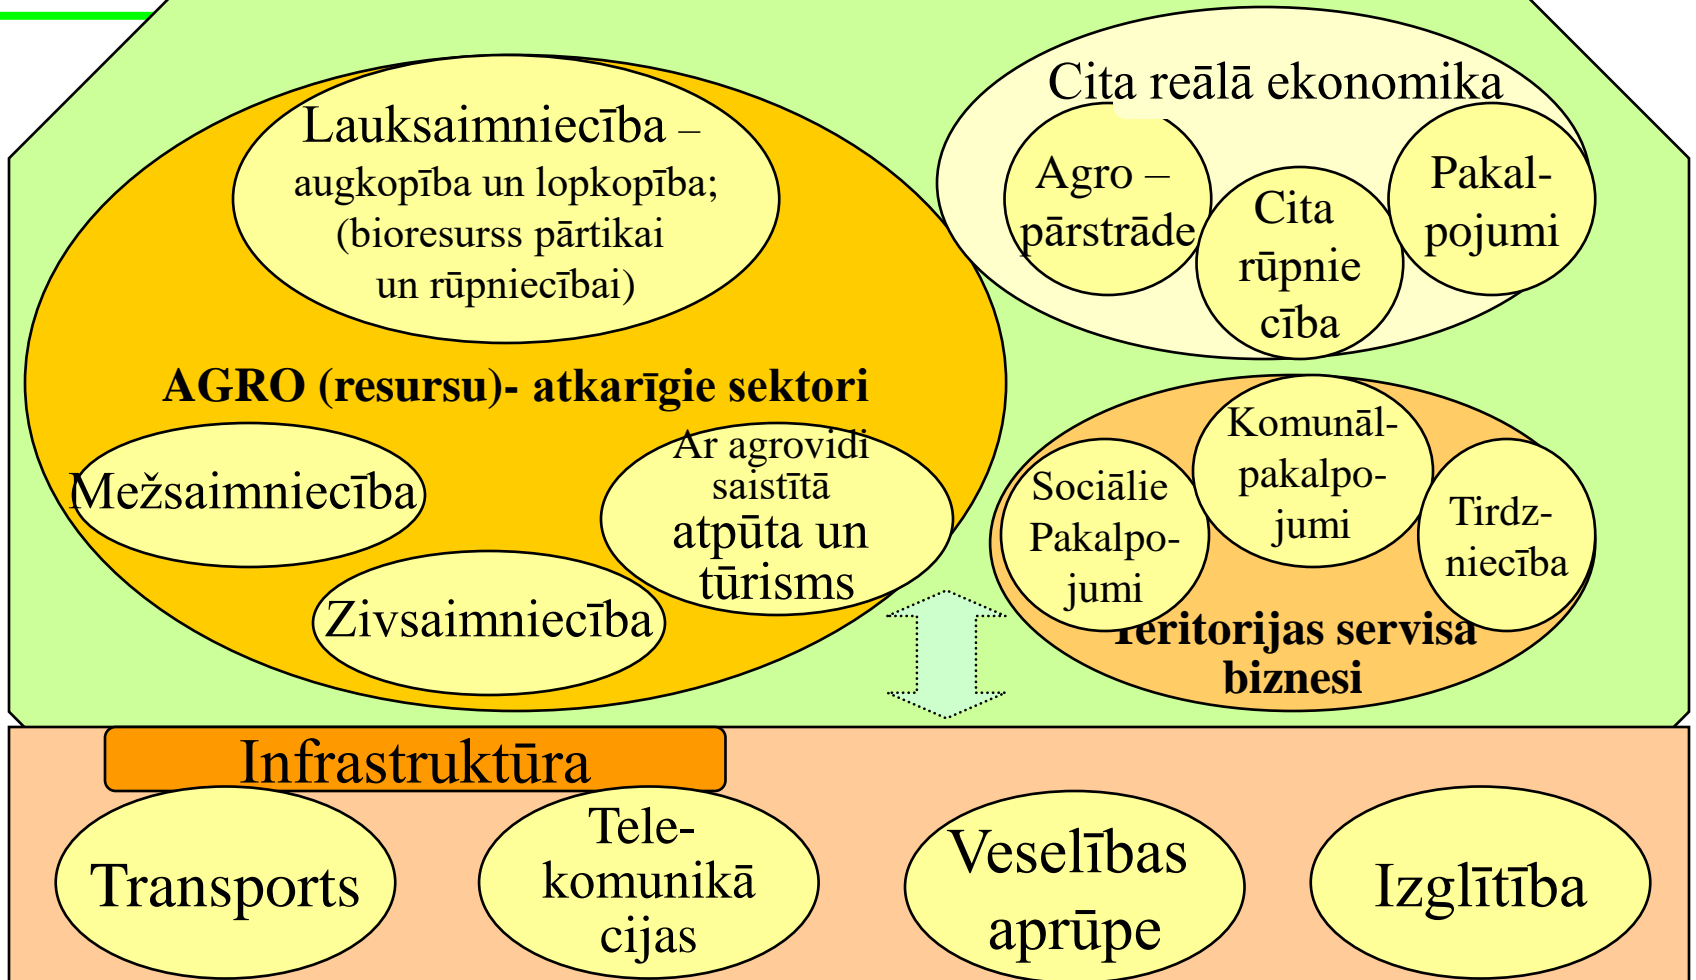 Lauksaimniecība –
augkopība un lopkopība;
(bioresurss pārtikai
un rūpniecībai)
AGRO (resursu)- atkarīgie sektori
Mežsaimniecība
Ar agrovidi
saistītā
atpūta un
tūrisms
Zivsaimniecība
Cita reālā ekonomika
Agro –
pārstrāde
Cita
rūpnie
cība
Pakal-
pojumi
Sociālie
Pakalpo-
jumi
Komunāl-
pakalpo-
jumi
Tirdz-
niecība
Teritorijas servisa
biznesi
Infrastruktūra
Transports
Tele-
komunikā
cijas
Veselības
aprūpe
Izglītība